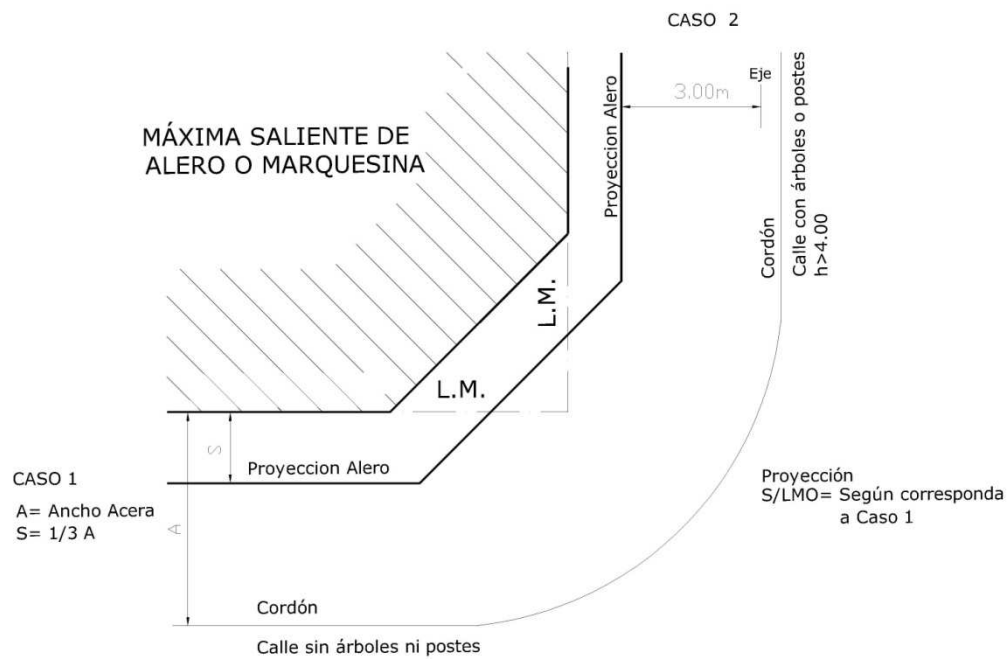 CASO 2
Eje
3.00m
MÁXIMA SALIENTE DE
ALERO O MARQUESINA
Proyeccion Alero
Cordón
Calle con árboles o postes
h>4.00
L.M.
L.M.
S
Proyeccion Alero
CASO 1
A= Ancho Acera
S= 1/3 A
A
Proyección
S/LMO= Según corresponda
a Caso 1
Cordón
Calle sin árboles ni postes